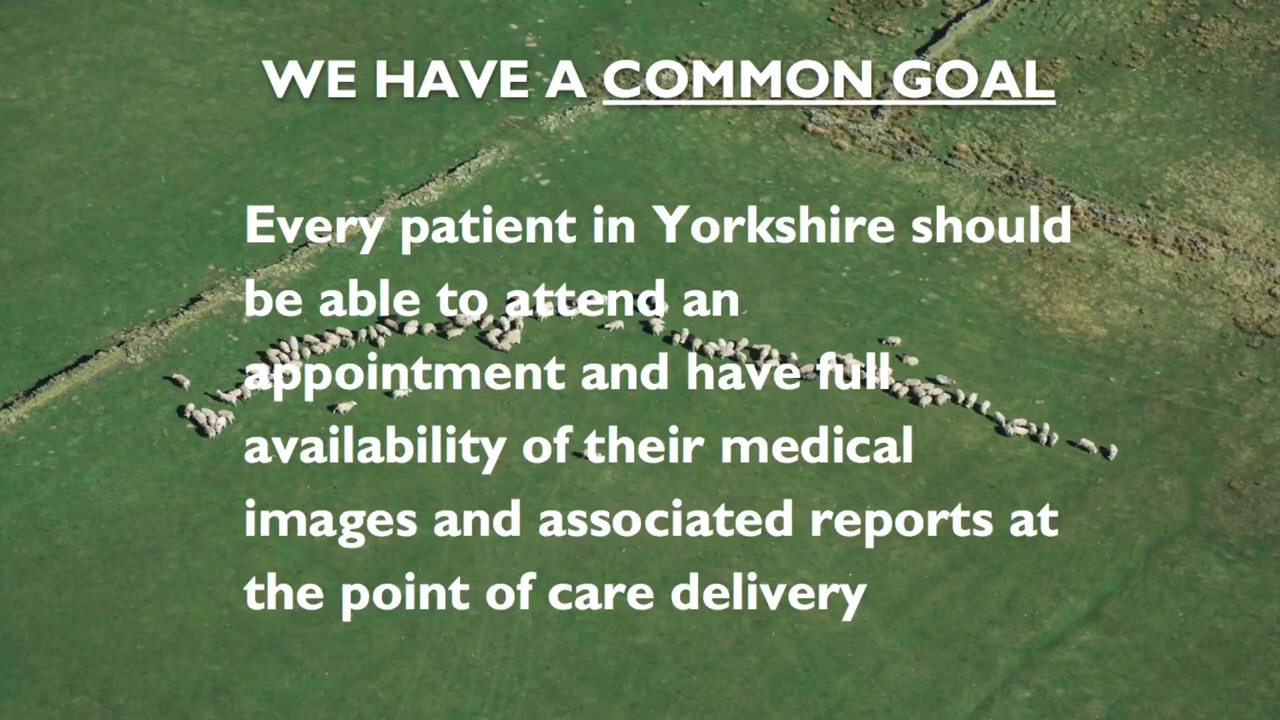 WE HAVE A COMMON GOAL
Every patient in Yorkshire should
be able to attend an
appointment and have full
availability of their medical
images and associated reports at
the point of care delivery